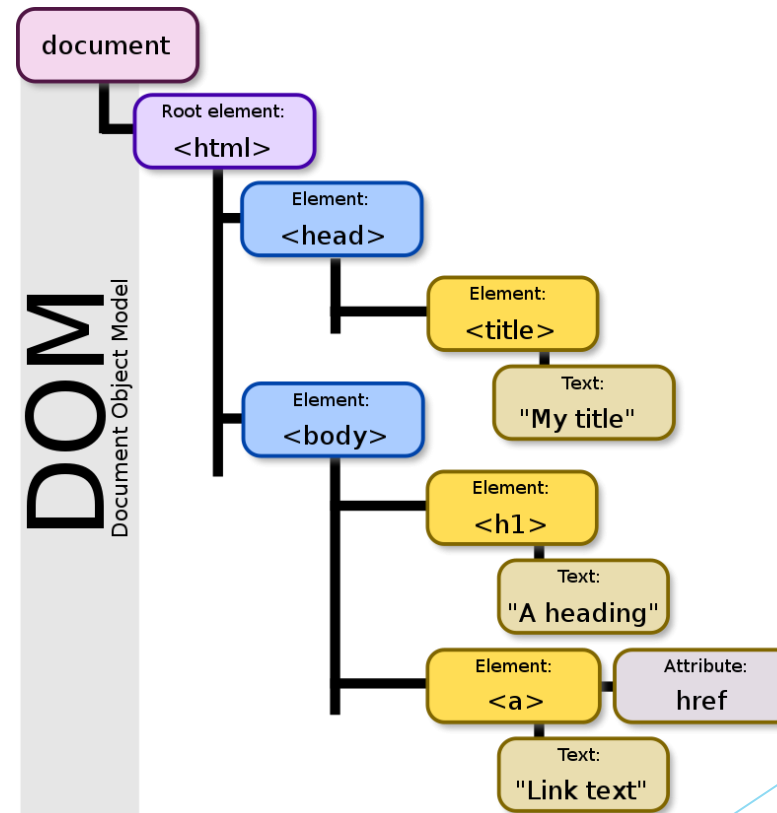 document
Root element:
<html>
Element:
<head>
Element:
<title>
Text:
"My title"
Element:
<body>
Element:
<h1>
Text:
"A heading"
Element:
<a>
Attribute:
href
Text:
"Link text"
DOM
Document Object Model